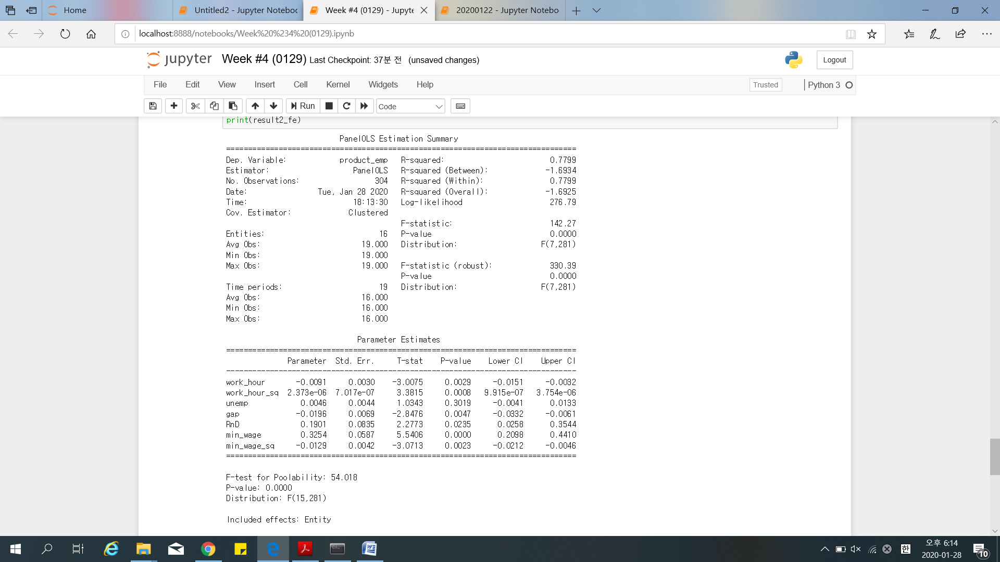 Home
Untitled2 - Jupyter Noteboo
Week #4 (0129) - Jupyte
20200122 - Jupyter Notebo
localhost:8888/notebooks/Week%20%234%20(0129).ipynb
jupyter Week #4 (0129) Last Checkpoint: 37분 전 (unsaved changes)
Logout
File Edit View Insert Cell Kernel Widgets Help
Trusted
Python 3
Run
Code
print(result2_fe)
PanelOLS Estimation Summary
================================================================================
Dep. Variable: product_emp R-squared: 0.7799
Estimator: PanelOLS R-squared (Between): -1.6934
No. Observations: 304 R-squared (Within): 0.7799
Date: Tue, Jan 28 2020 R-squared (Overall): -1.6925
Time: 18:13:30 Log-likelihood 276.79
Cov. Estimator: Clustered
F-statistic: 142.27
Entities: 16 P-value 0.0000
Avg Obs: 19.000 Distribution: F(7,281)
Min Obs: 19.000
Max Obs: 19.000 F-statistic (robust): 330.39
P-value 0.0000
Time periods: 19 Distribution: F(7,281)
Avg Obs: 16.000
Min Obs: 16.000
Max Obs: 16.000
Parameter Estimates
================================================================================
Parameter Std. Err. T-stat P-value Lower CI Upper CI
--------------------------------------------------------------------------------
work_hour -0.0091 0.0030 -3.0075 0.0029 -0.0151 -0.0032
work_hour_sq 2.373e-06 7.017e-07 3.3815 0.0008 9.915e-07 3.754e-06
unemp 0.0046 0.0044 1.0343 0.3019 -0.0041 0.0133
gap -0.0196 0.0069 -2.8476 0.0047 -0.0332 -0.0061
RnD 0.1901 0.0835 2.2773 0.0235 0.0258 0.3544
min_wage 0.3254 0.0587 5.5406 0.0000 0.2098 0.4410
min_wage_sq -0.0129 0.0042 -3.0713 0.0023 -0.0212 -0.0046
================================================================================
F-test for Poolability: 54.018
P-value: 0.0000
Distribution: F(15,281)
Included effects: Entity
한
오후 6:14
2020-01-28
10